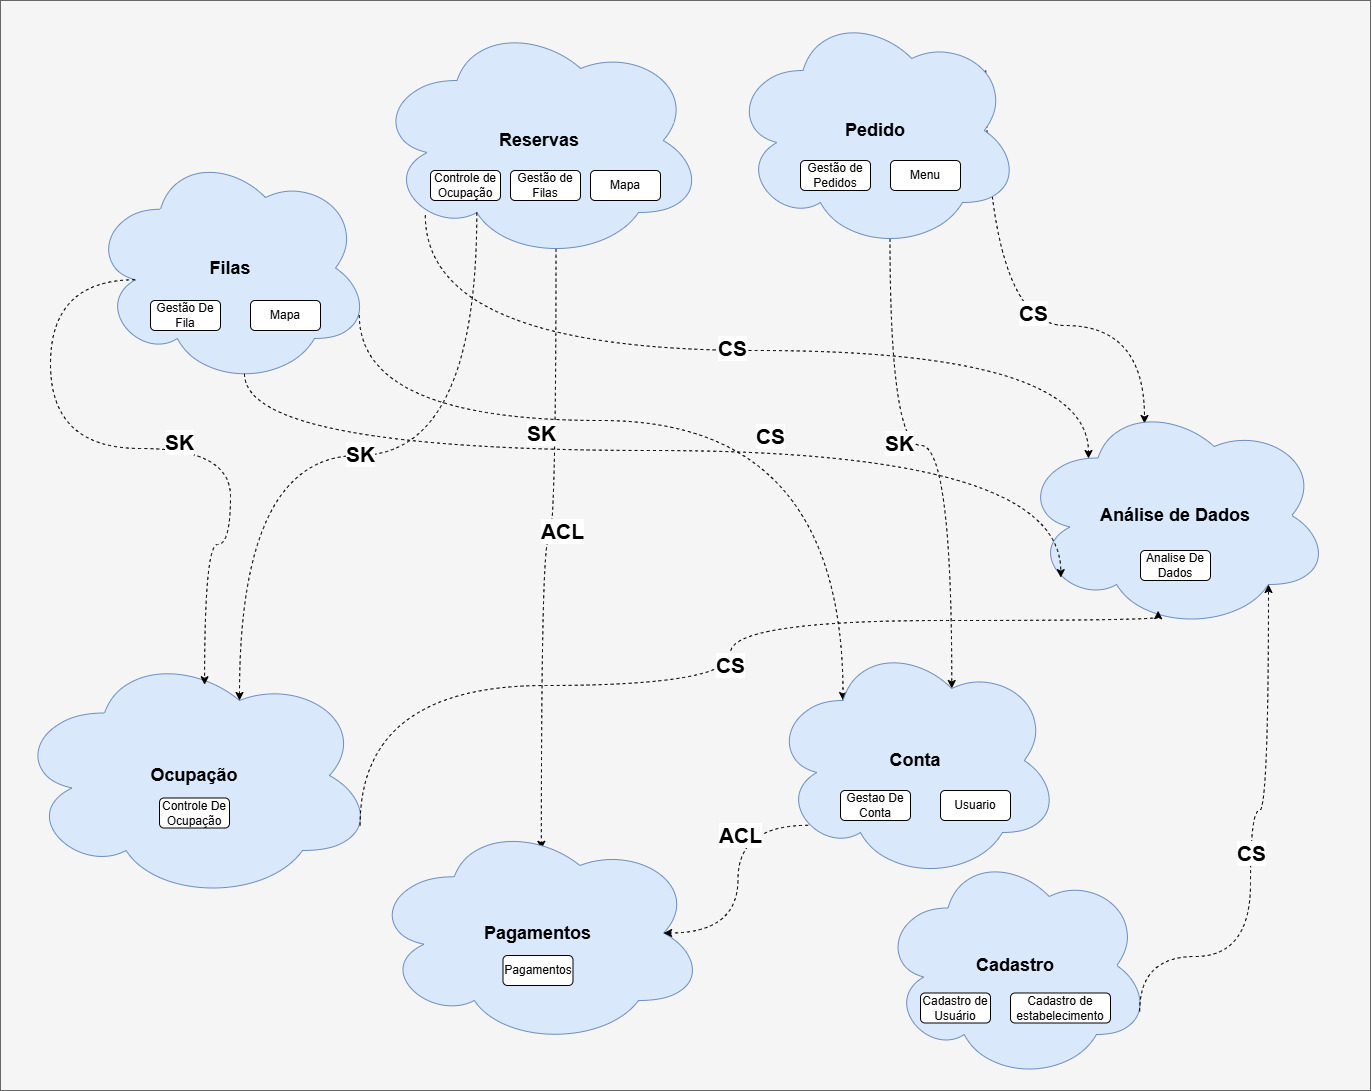 Reservas
Controle de
Ocupação
Gestão de
Filas
Mapa
Pedido
Gestão de
Pedidos
Menu
Filas
Gestão De
Fila
Mapa
CS
CS
SK
SK
SK
CS
SK
ACL
Análise de Dados
Analise De
Dados
CS
Ocupação
Controle De
Ocupação
Conta
Gestao De
Conta
Usuario
ACL
CS
Pagamentos
Pagamentos
Cadastro
Cadastro de
Usuário
Cadastro de
estabelecimento